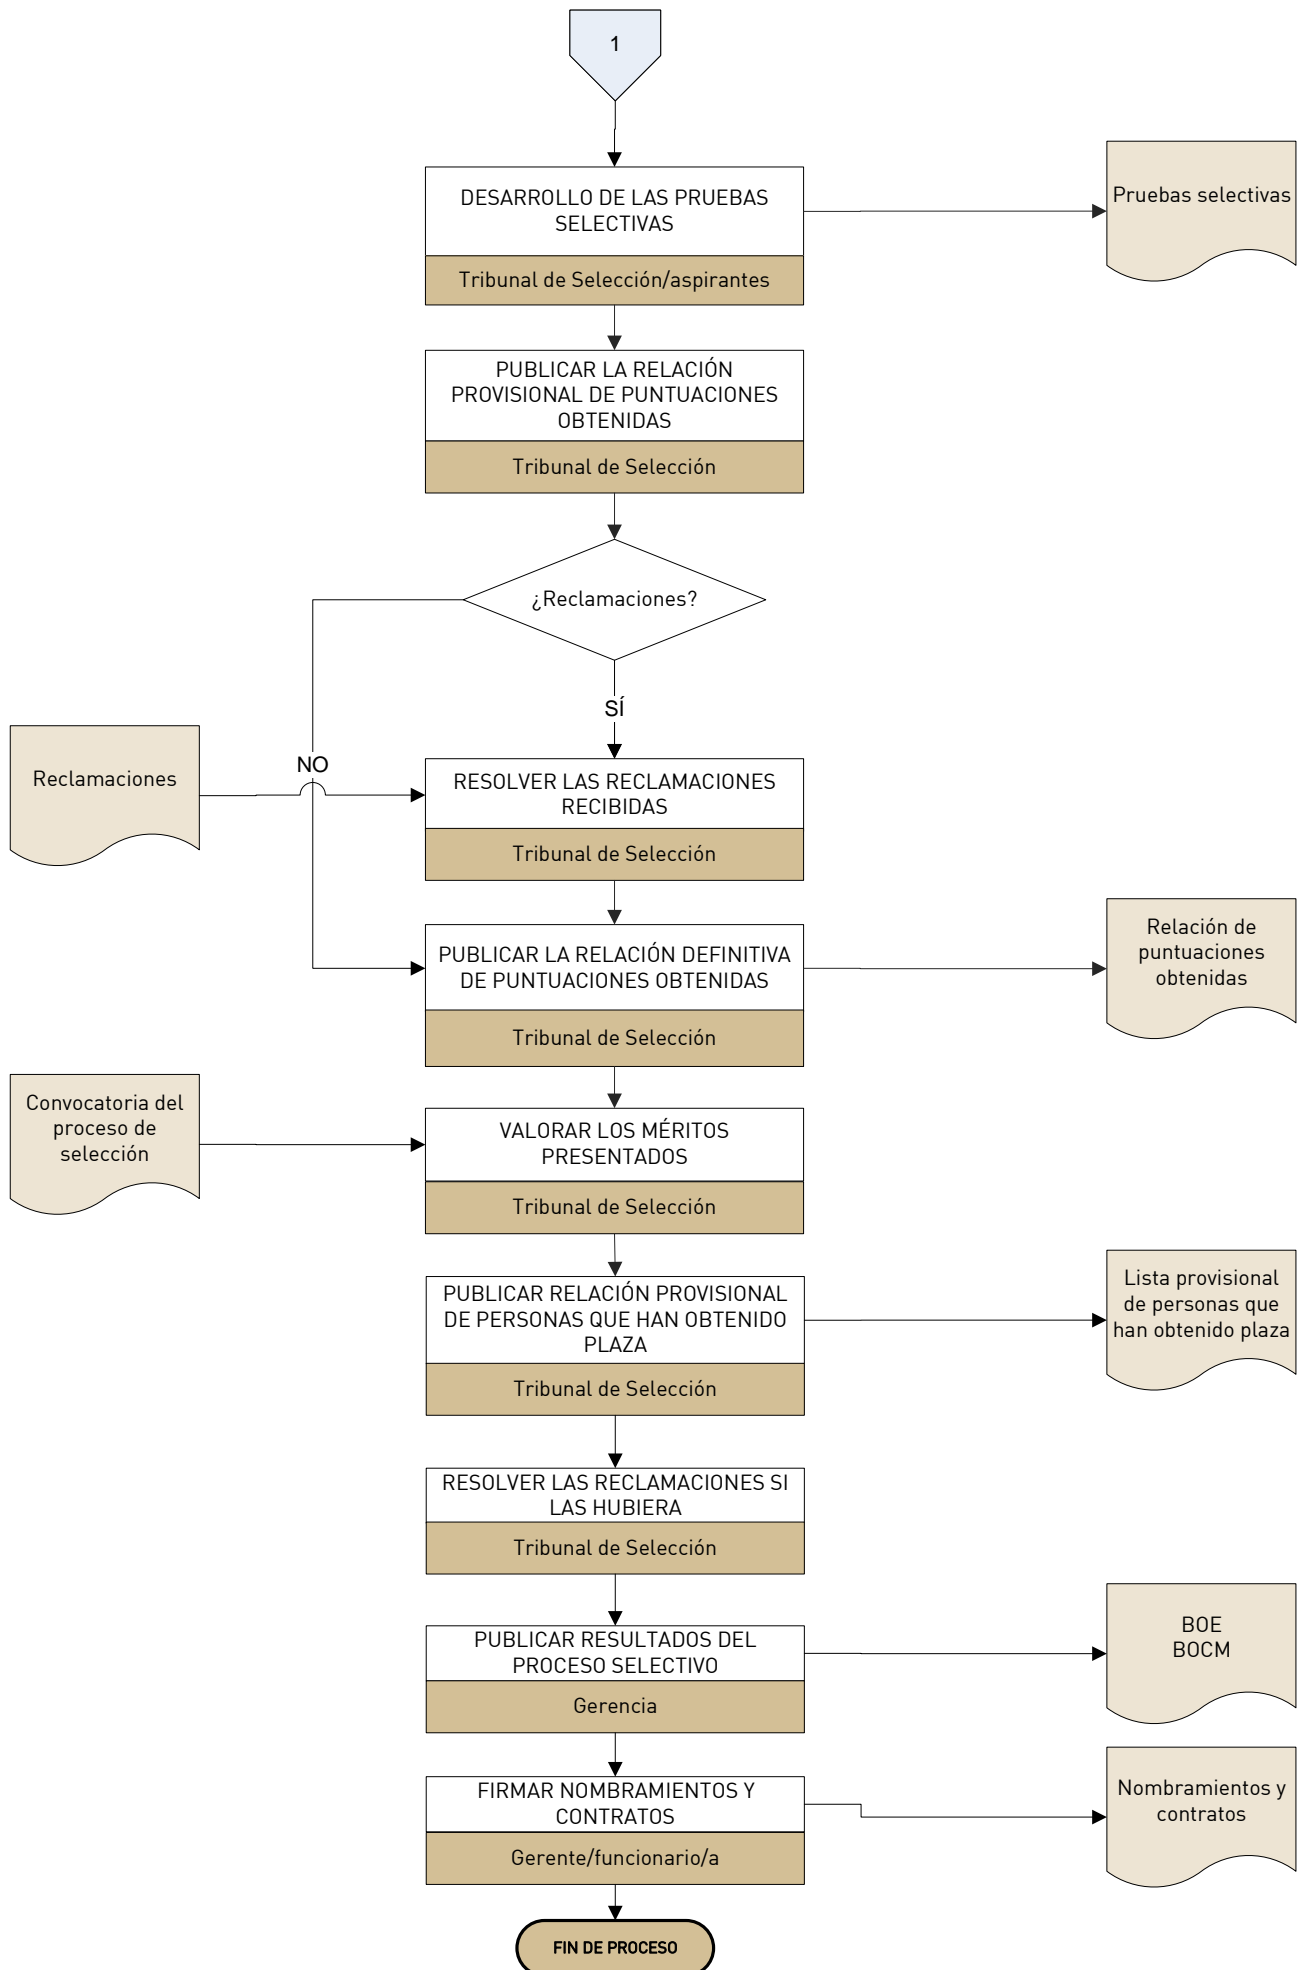 1
DESARROLLO DE LAS PRUEBAS
SELECTIVAS
Tribunal de Selección/aspirantes
Pruebas selectivas
PUBLICAR LA RELACIÓN
PROVISIONAL DE PUNTUACIONES
OBTENIDAS
Tribunal de Selección
¿Reclamaciones?
SÍ
NO
Reclamaciones
RESOLVER LAS RECLAMACIONES
RECIBIDAS
Tribunal de Selección
PUBLICAR LA RELACIÓN DEFINITIVA
DE PUNTUACIONES OBTENIDAS
Tribunal de Selección
Relación de
puntuaciones
obtenidas
Convocatoria del
proceso de
selección
VALORAR LOS MÉRITOS
PRESENTADOS
Tribunal de Selección
PUBLICAR RELACIÓN PROVISIONAL
DE PERSONAS QUE HAN OBTENIDO
PLAZA
Tribunal de Selección
Lista provisional
de personas que
han obtenido plaza
RESOLVER LAS RECLAMACIONES SI
LAS HUBIERA
Tribunal de Selección
PUBLICAR RESULTADOS DEL
PROCESO SELECTIVO
Gerencia
BOE
BOCM
FIRMAR NOMBRAMIENTOS Y
CONTRATOS
Gerente/funcionario/a
Nombramientos y
contratos
FIN DE PROCESO